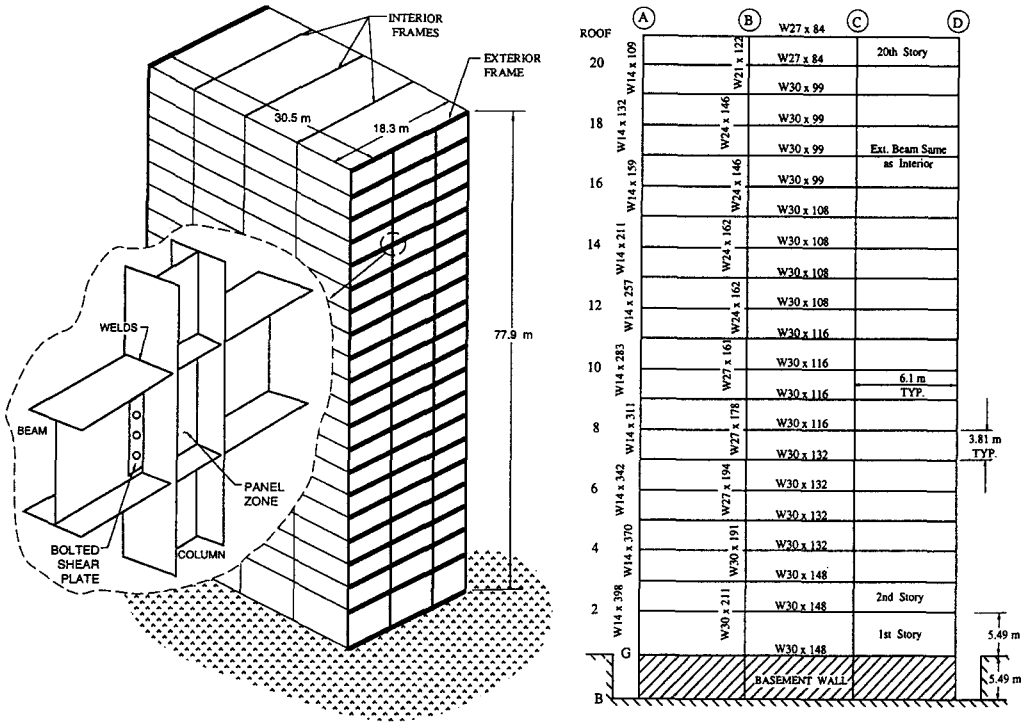 INTERIOR
FRAMES
EXTERIOR
FRAME
30.5 m
18.3 m
77.9 m
WELDS
BEAM
PANEL
ZONE
BOLTED
SHEAR
PLATE
COLUMN
A
B
C
D
ROOF
W27 x 84
20th Story
20
W14 x 109
W21 x 122
W27 x 84
W30 x 99
18
W14 x 132
W24 x 146
W30 x 99
W30 x 99
Ext. Beam Same
as Interior
16
W14 x 159
W24 x 146
W30 x 99
W30 x 108
14
W14 x 211
W24 x 162
W30 x 108
W30 x 108
12
W14 x 257
W24 x 162
W30 x 108
W30 x 116
10
W14 x 283
W27 x 161
W30 x 116
6.1 m
TYP.
W30 x 116
8
W14 x 311
W27 x 178
W30 x 116
3.81 m
TYP.
W30 x 132
6
W14 x 342
W27 x 194
W30 x 132
W30 x 132
4
W14 x 370
W30 x 191
W30 x 132
W30 x 148
2nd Story
2
W14 x 398
W30 x 211
W30 x 148
1st Story
5.49 m
G
W30 x 148
BASEMENT WALL
5.49 m
B